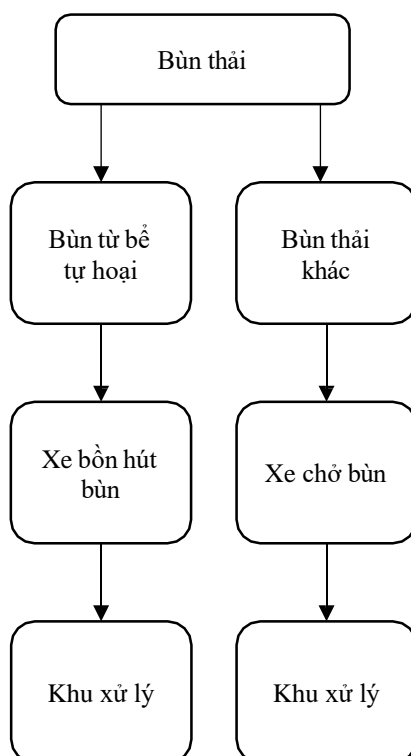 Bùn thải
Bùn từ bể
tự hoại
Bùn thải
khác
Xe bồn hút
bùn
Xe chở bùn
Khu xử lý
Khu xử lý